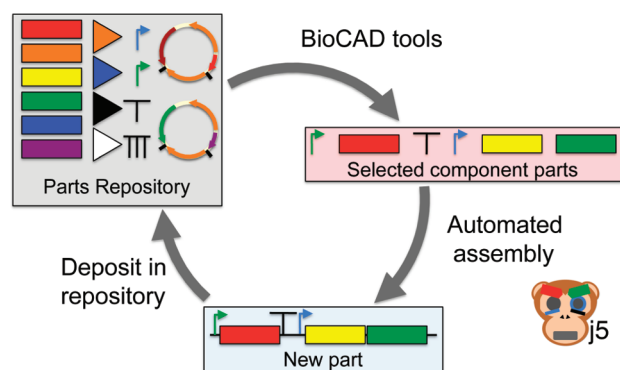 BioCAD tools
Parts Repository
Selected component parts
Automated
assembly
Deposit in
repository
j5
New part